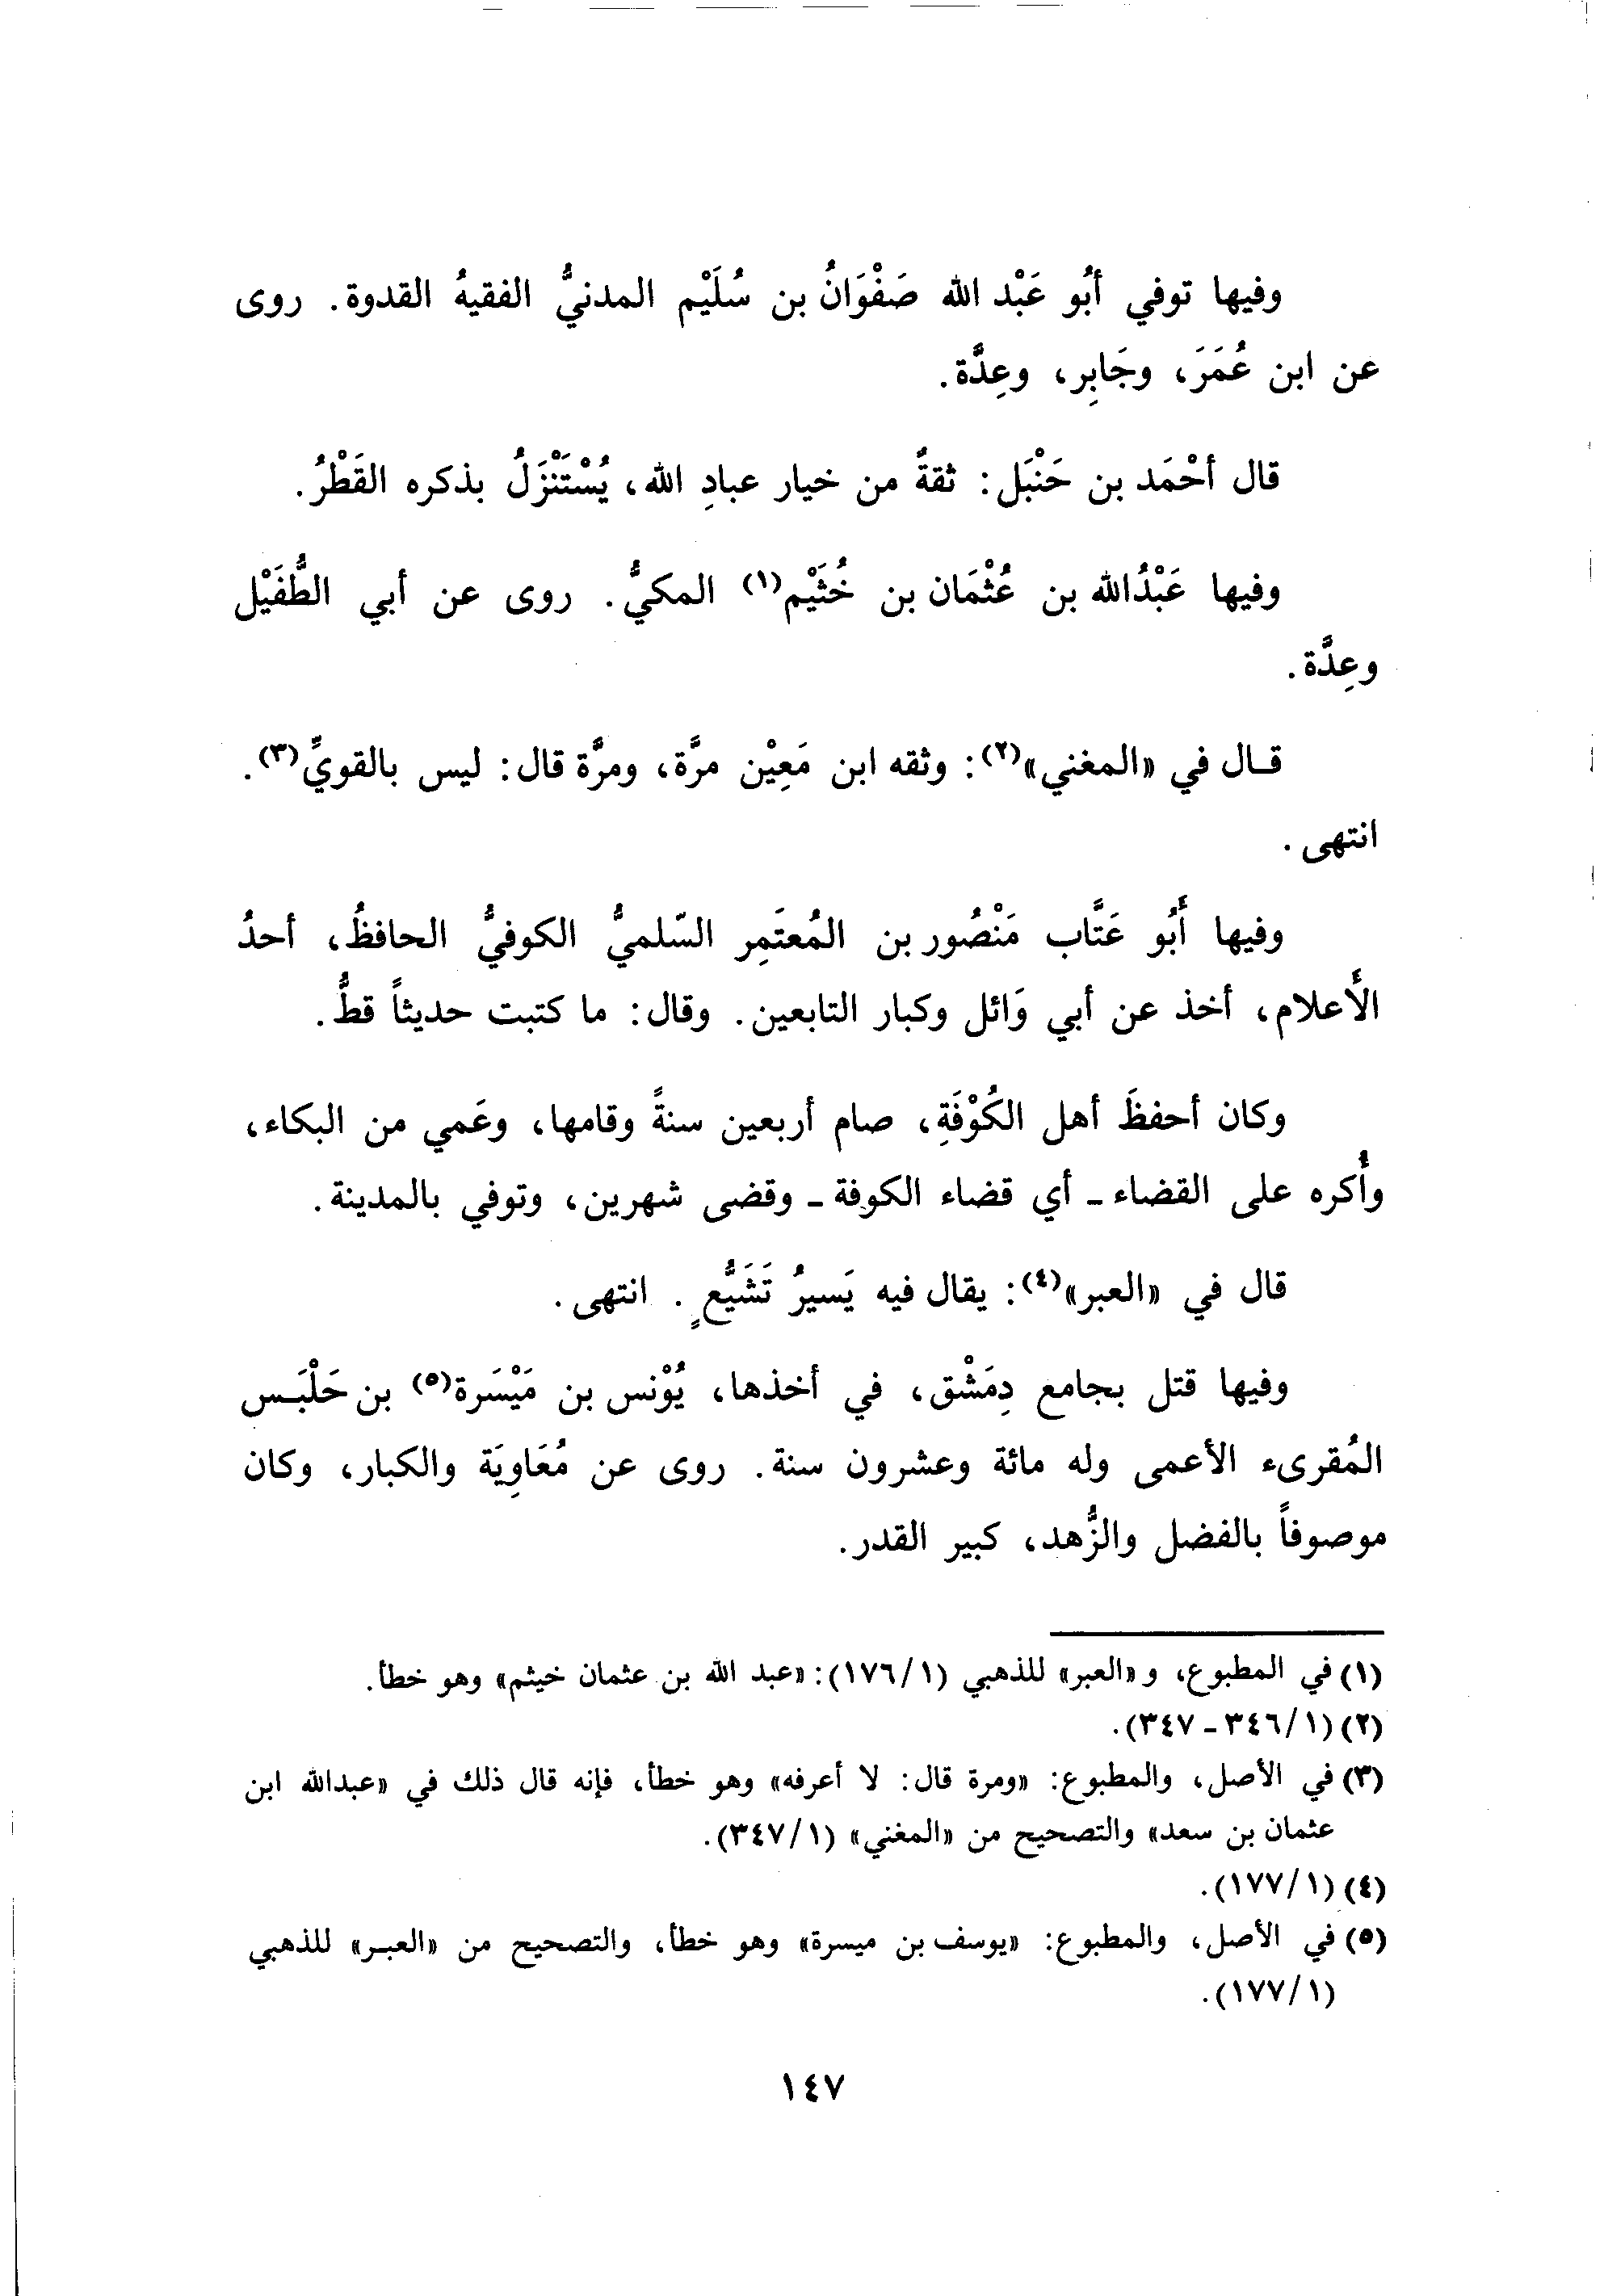 وفيها توفي أبُو عَبْد الله صَفْوَانُ بن سُلَيْم المدنيُّ الفقيهُ القدوة. روى
عن ابن عُمَرَ، وجَابِر، وعِدَّة.
قال أحْمَد بن حَنْبَل: ثقةٌ من خيار عبادِ الله، يُسْتَنْزَلُ بذكره القَطْرُ.
وفيها عَبْدُالله بن عُثْمَان بن خُثَيْم(١) المكيُّ. روى عن أبي الطُّفَيْل
وعِدَّة.
قـال في «المغني»(٢): وثقه ابن مَعِيْن مرَّة، ومرَّة قال: ليس بالقويِّ(٣).
انتهى.
وفيها أَبُو عَتَّاب مَنْصُور بن المُعتَمِر السّلميُّ الكوفيُّ الحافظُ، أحدُ
الأَعلام، أخذ عن أبي وَائل وكبار التابعين. وقال: ما كتبت حديثاً قطُّ.
وكان أحفظَ أهل الكُوْفَةِ، صام أربعين سنةً وقامها، وعَمي من البكاء،
وأُكره على القضاء ـ أي قضاء الكوفة ـ وقضى شهرين، وتوفي بالمدينة.
قال في «العبر»(٤): يقال فيه يَسيرُ تَشَيُّعٍ. انتهى.
وفيها قتل بجامع دِمَشْق، في أخذها، يُوْنس بن مَيْسَرة(٥) بن حَلْبَـس
المُقرىء الأعمى وله مائة وعشرون سنة. روى عن مُعَاوِيَة والكبار، وكان
موصوفاً بالفضل والزُّهد، كبير القدر.
(١) في المطبوع، و «العبر» للذهبي (١/١٧٦): «عبد الله بن عثمان خيثم» وهو خطأ.
(٢) (١/٣٤٦ ـ ٣٤٧).
(٣) في الأصل، والمطبوع: «ومرة قال: لا أعرفه» وهو خطأ، فإنه قال ذلك في «عبدالله ابن
عثمان بن سعد» والتصحيح من «المغني» (١/٣٤٧).
(٤) (١/١٧٧).
(٥) في الأصل، والمطبوع: «يوسف بن ميسرة» وهو خطأ، والتصحيح من «العبـر» للذهبي
(١/١٧٧).
١٤٧